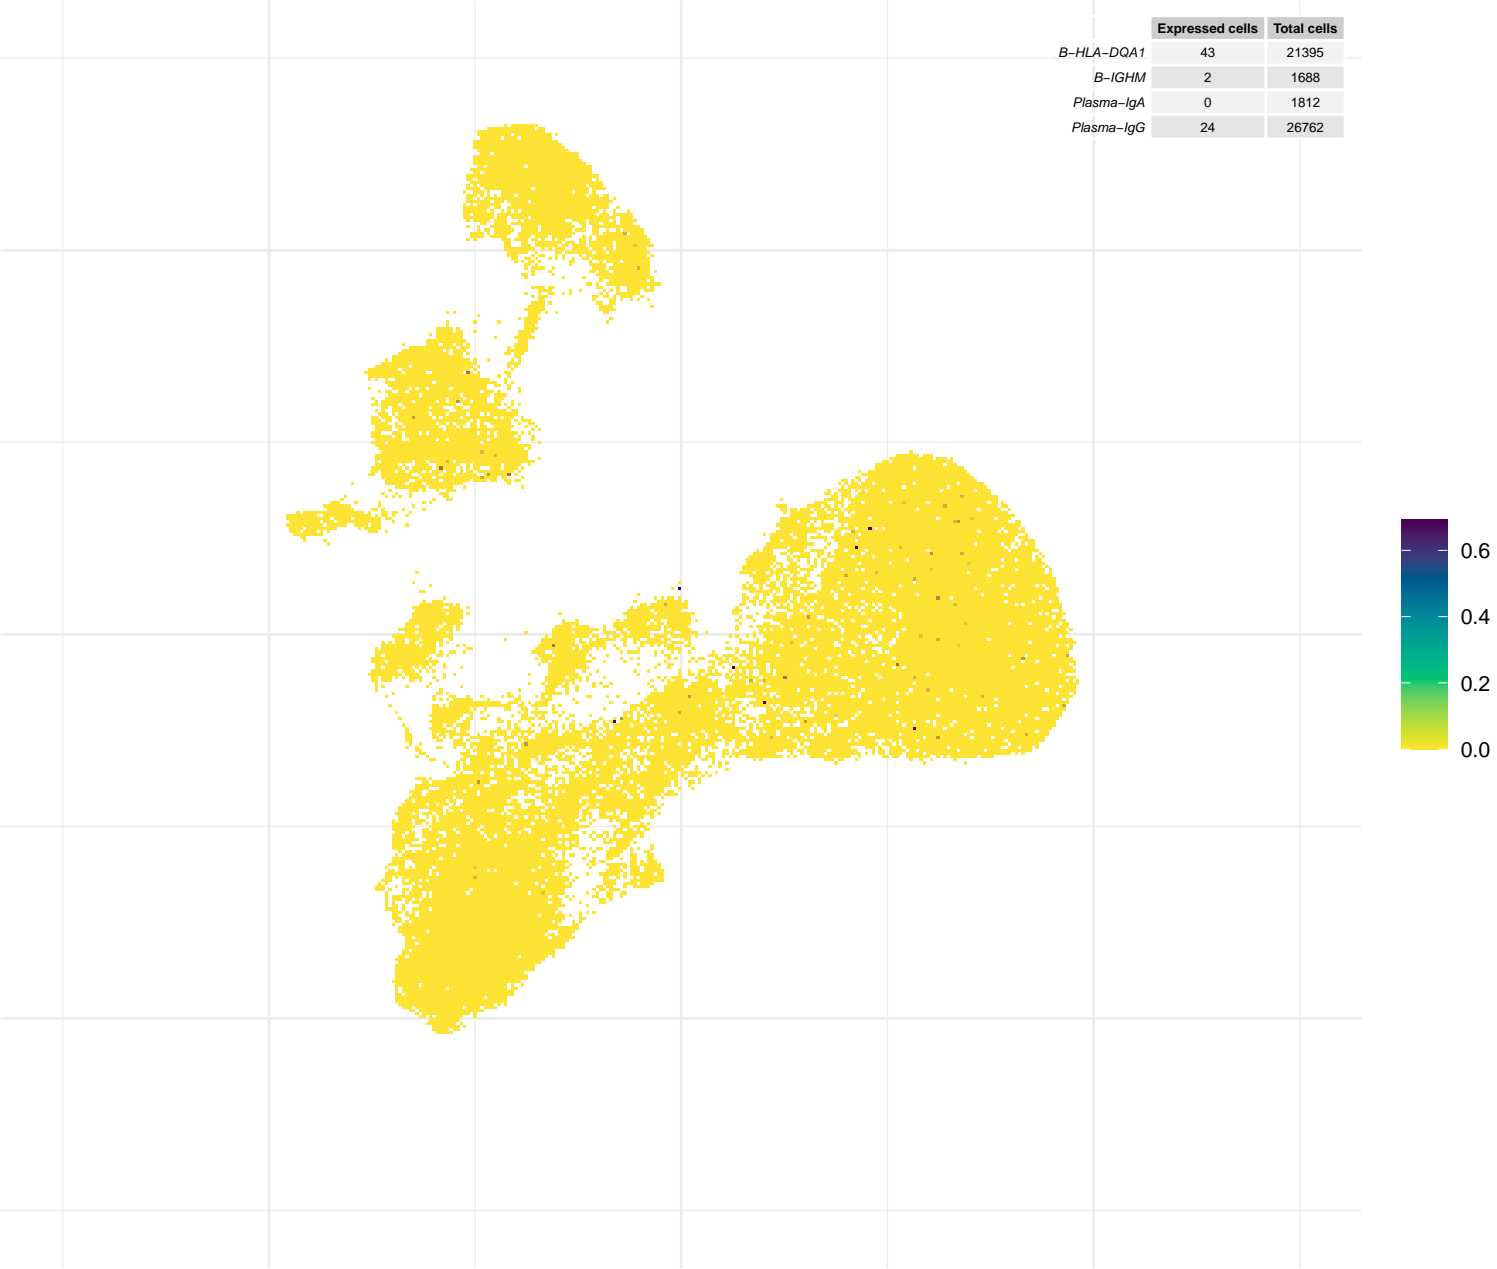 Expressed cells Total cells
B−HLA−DQA1 43 21395
B−IGHM 2 1688
Plasma−IgA 0 1812
Plasma−IgG 24 26762
0.6
0.4
0.2
0.0